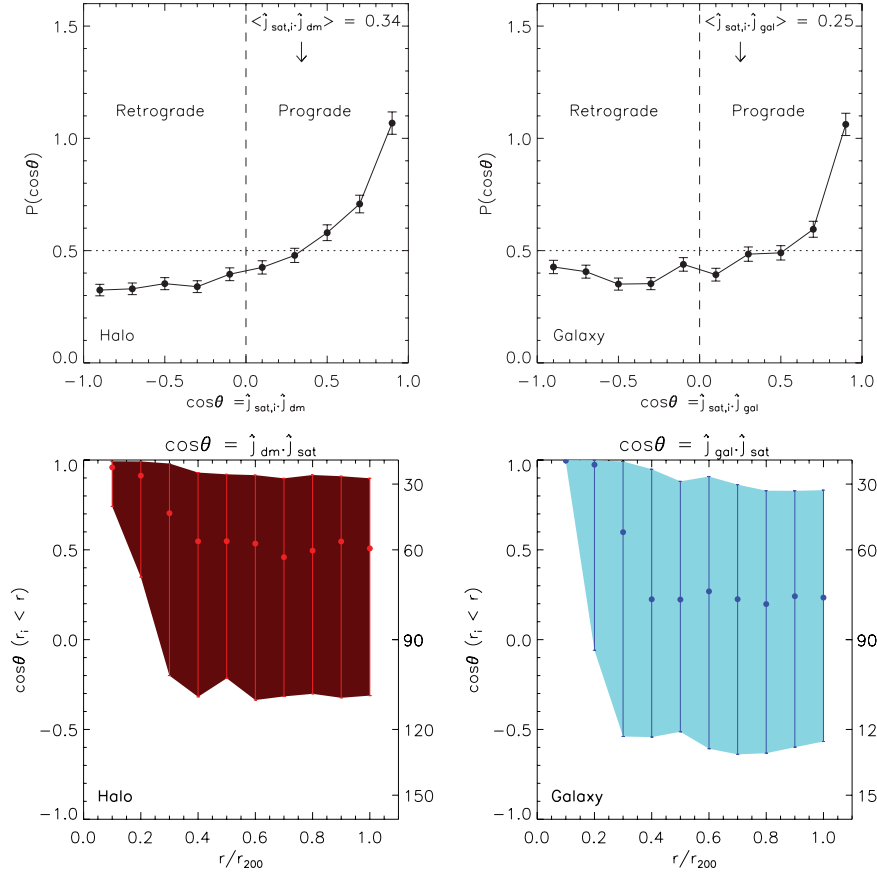 <ĵsat,i.ĵdm> = 0.34
1.5
1.0
0.5
0.0
P(cosθ)
Retrograde
Prograde
Halo
−1.0 −0.5 0.0 0.5 1.0
cosθ =ĵsat,i.ĵdm
<ĵsat,i.ĵgal> = 0.25
1.5
1.0
0.5
0.0
P(cosθ)
Retrograde
Prograde
Galaxy
−1.0 −0.5 0.0 0.5 1.0
cosθ =ĵsat,i.ĵgal
cosθ = ĵdm.ĵsat
1.0
0.5
0.0
−0.5
−1.0
cosθ (ri < r)
30
60
90
120
150
Halo
0.0 0.2 0.4 0.6 0.8 1.0
r/r200
cosθ = ĵgal.ĵsat
1.0
0.5
0.0
−0.5
−1.0
cosθ (ri < r)
30
60
90
120
15
Galaxy
0.0 0.2 0.4 0.6 0.8 1.0
r/r200